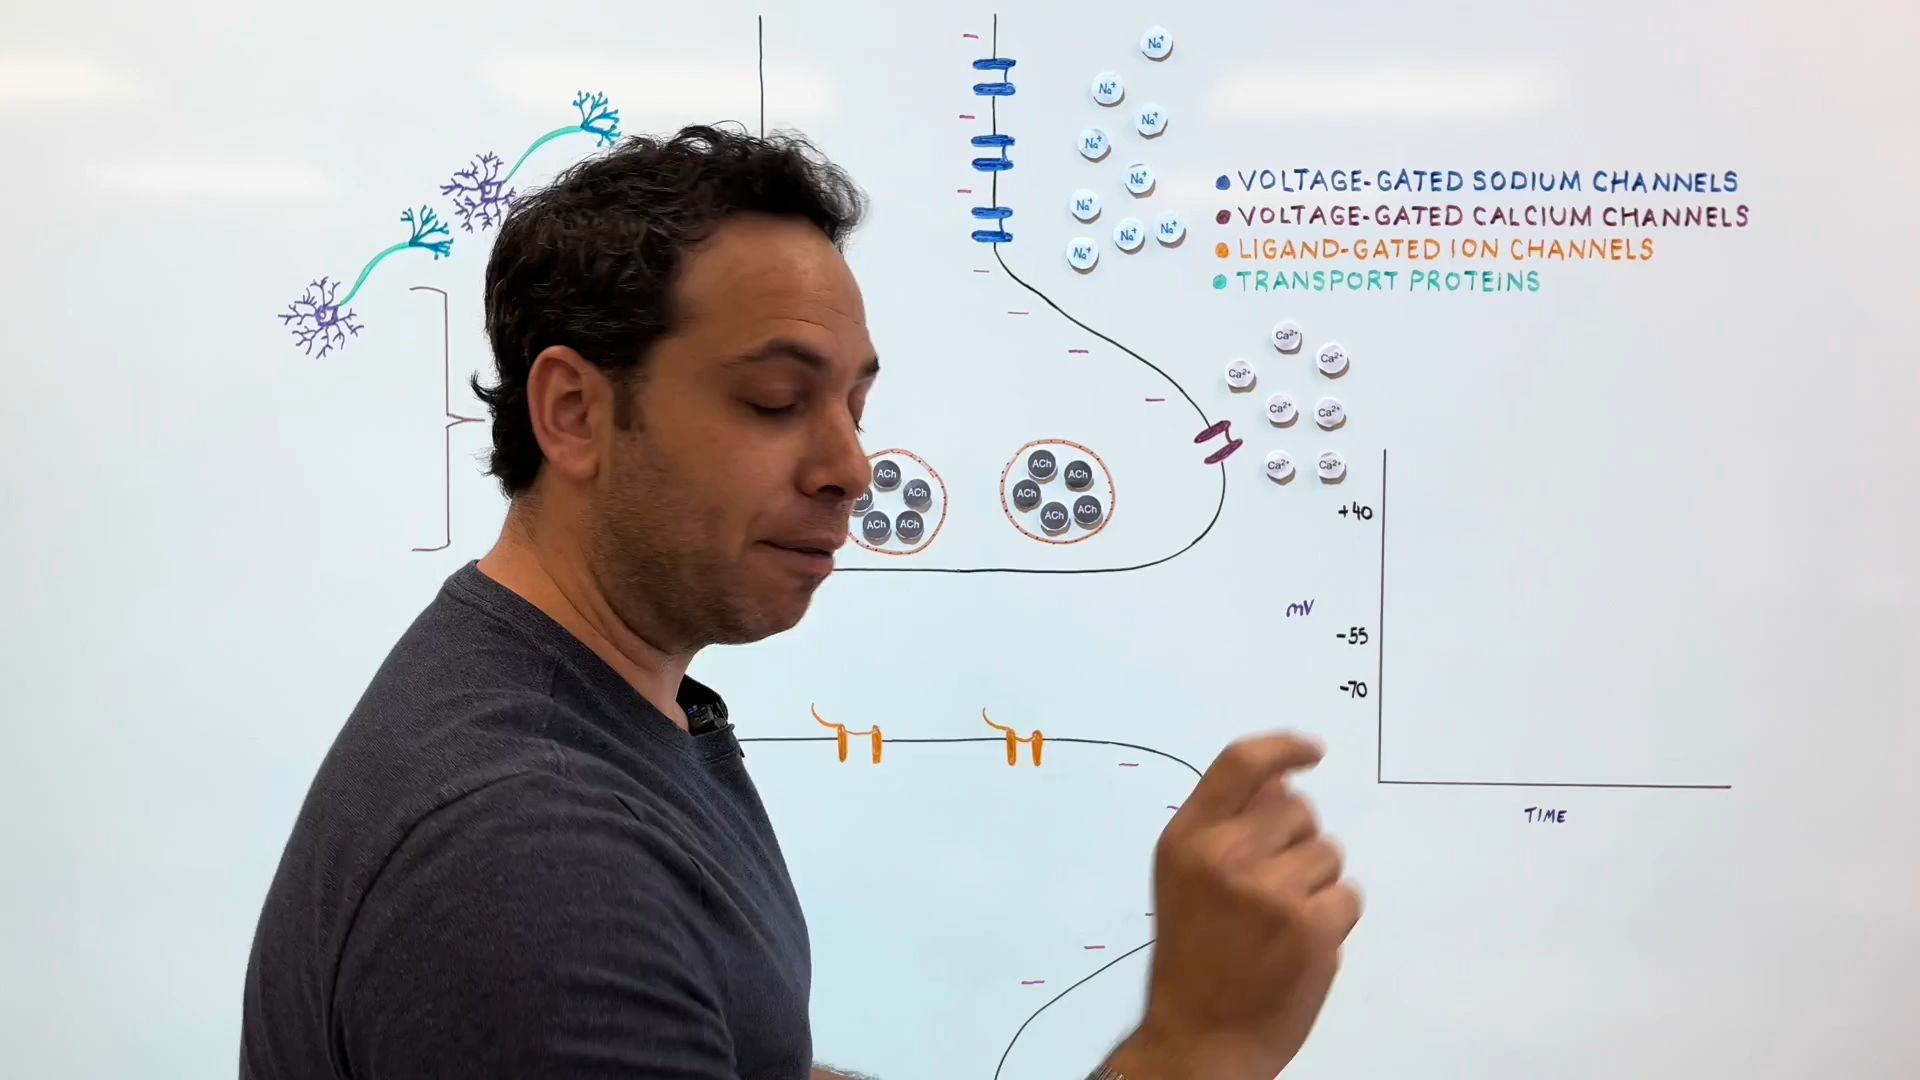 Na+
Na+
Na+
Na+
Na+
Na+
Na+
Na+
Na+
VOLTAGE-GATED SODIUM CHANNELS
VOLTAGE-GATED CALCIUM CHANNELS
LIGAND-GATED ION CHANNELS
TRANSPORT PROTEINS
Ca2+
Ca2+
Ca2+
Ca2+
Ca2+
Ca2+
Ca2+
ACh
ACh
ACh
ACh
ACh
ACh
ACh
ACh
ACh
+40
mV
-55
-70
TIME